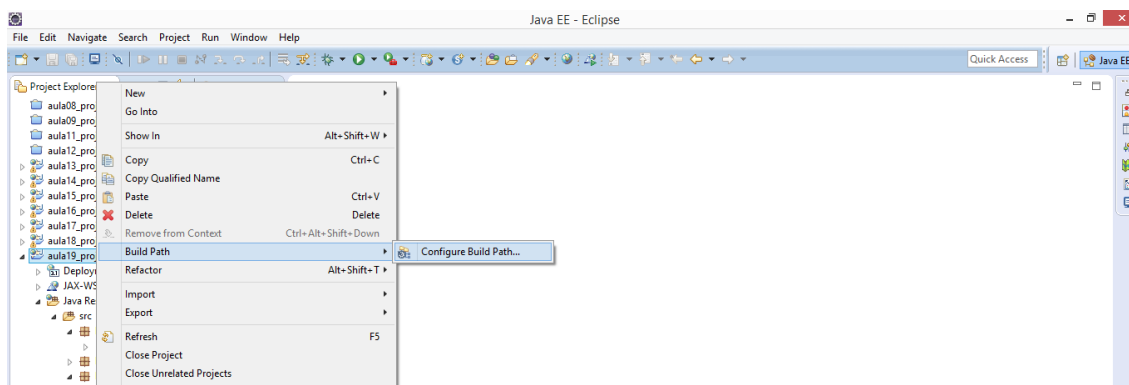 Java EE - Eclipse
File Edit Navigate Search Project Run Window Help
Quick Access
Java EE
Project Explore
aula08_pro
aula09_pro
aula11_pro
aula12_pro
aula13_pro
aula14_pro
aula15_pro
aula16_pro
aula17_pro
aula18_pro
aula19_pro
Deploy
JAX-WS
Java Re
src
New
Go Into
Show In Alt+Shift+W
Copy Ctrl+C
Copy Qualified Name
Paste Ctrl+V
Delete Delete
Remove from Context Ctrl+Alt+Shift+Down
Build Path
Configure Build Path...
Refactor Alt+Shift+T
Import
Export
Refresh F5
Close Project
Close Unrelated Projects